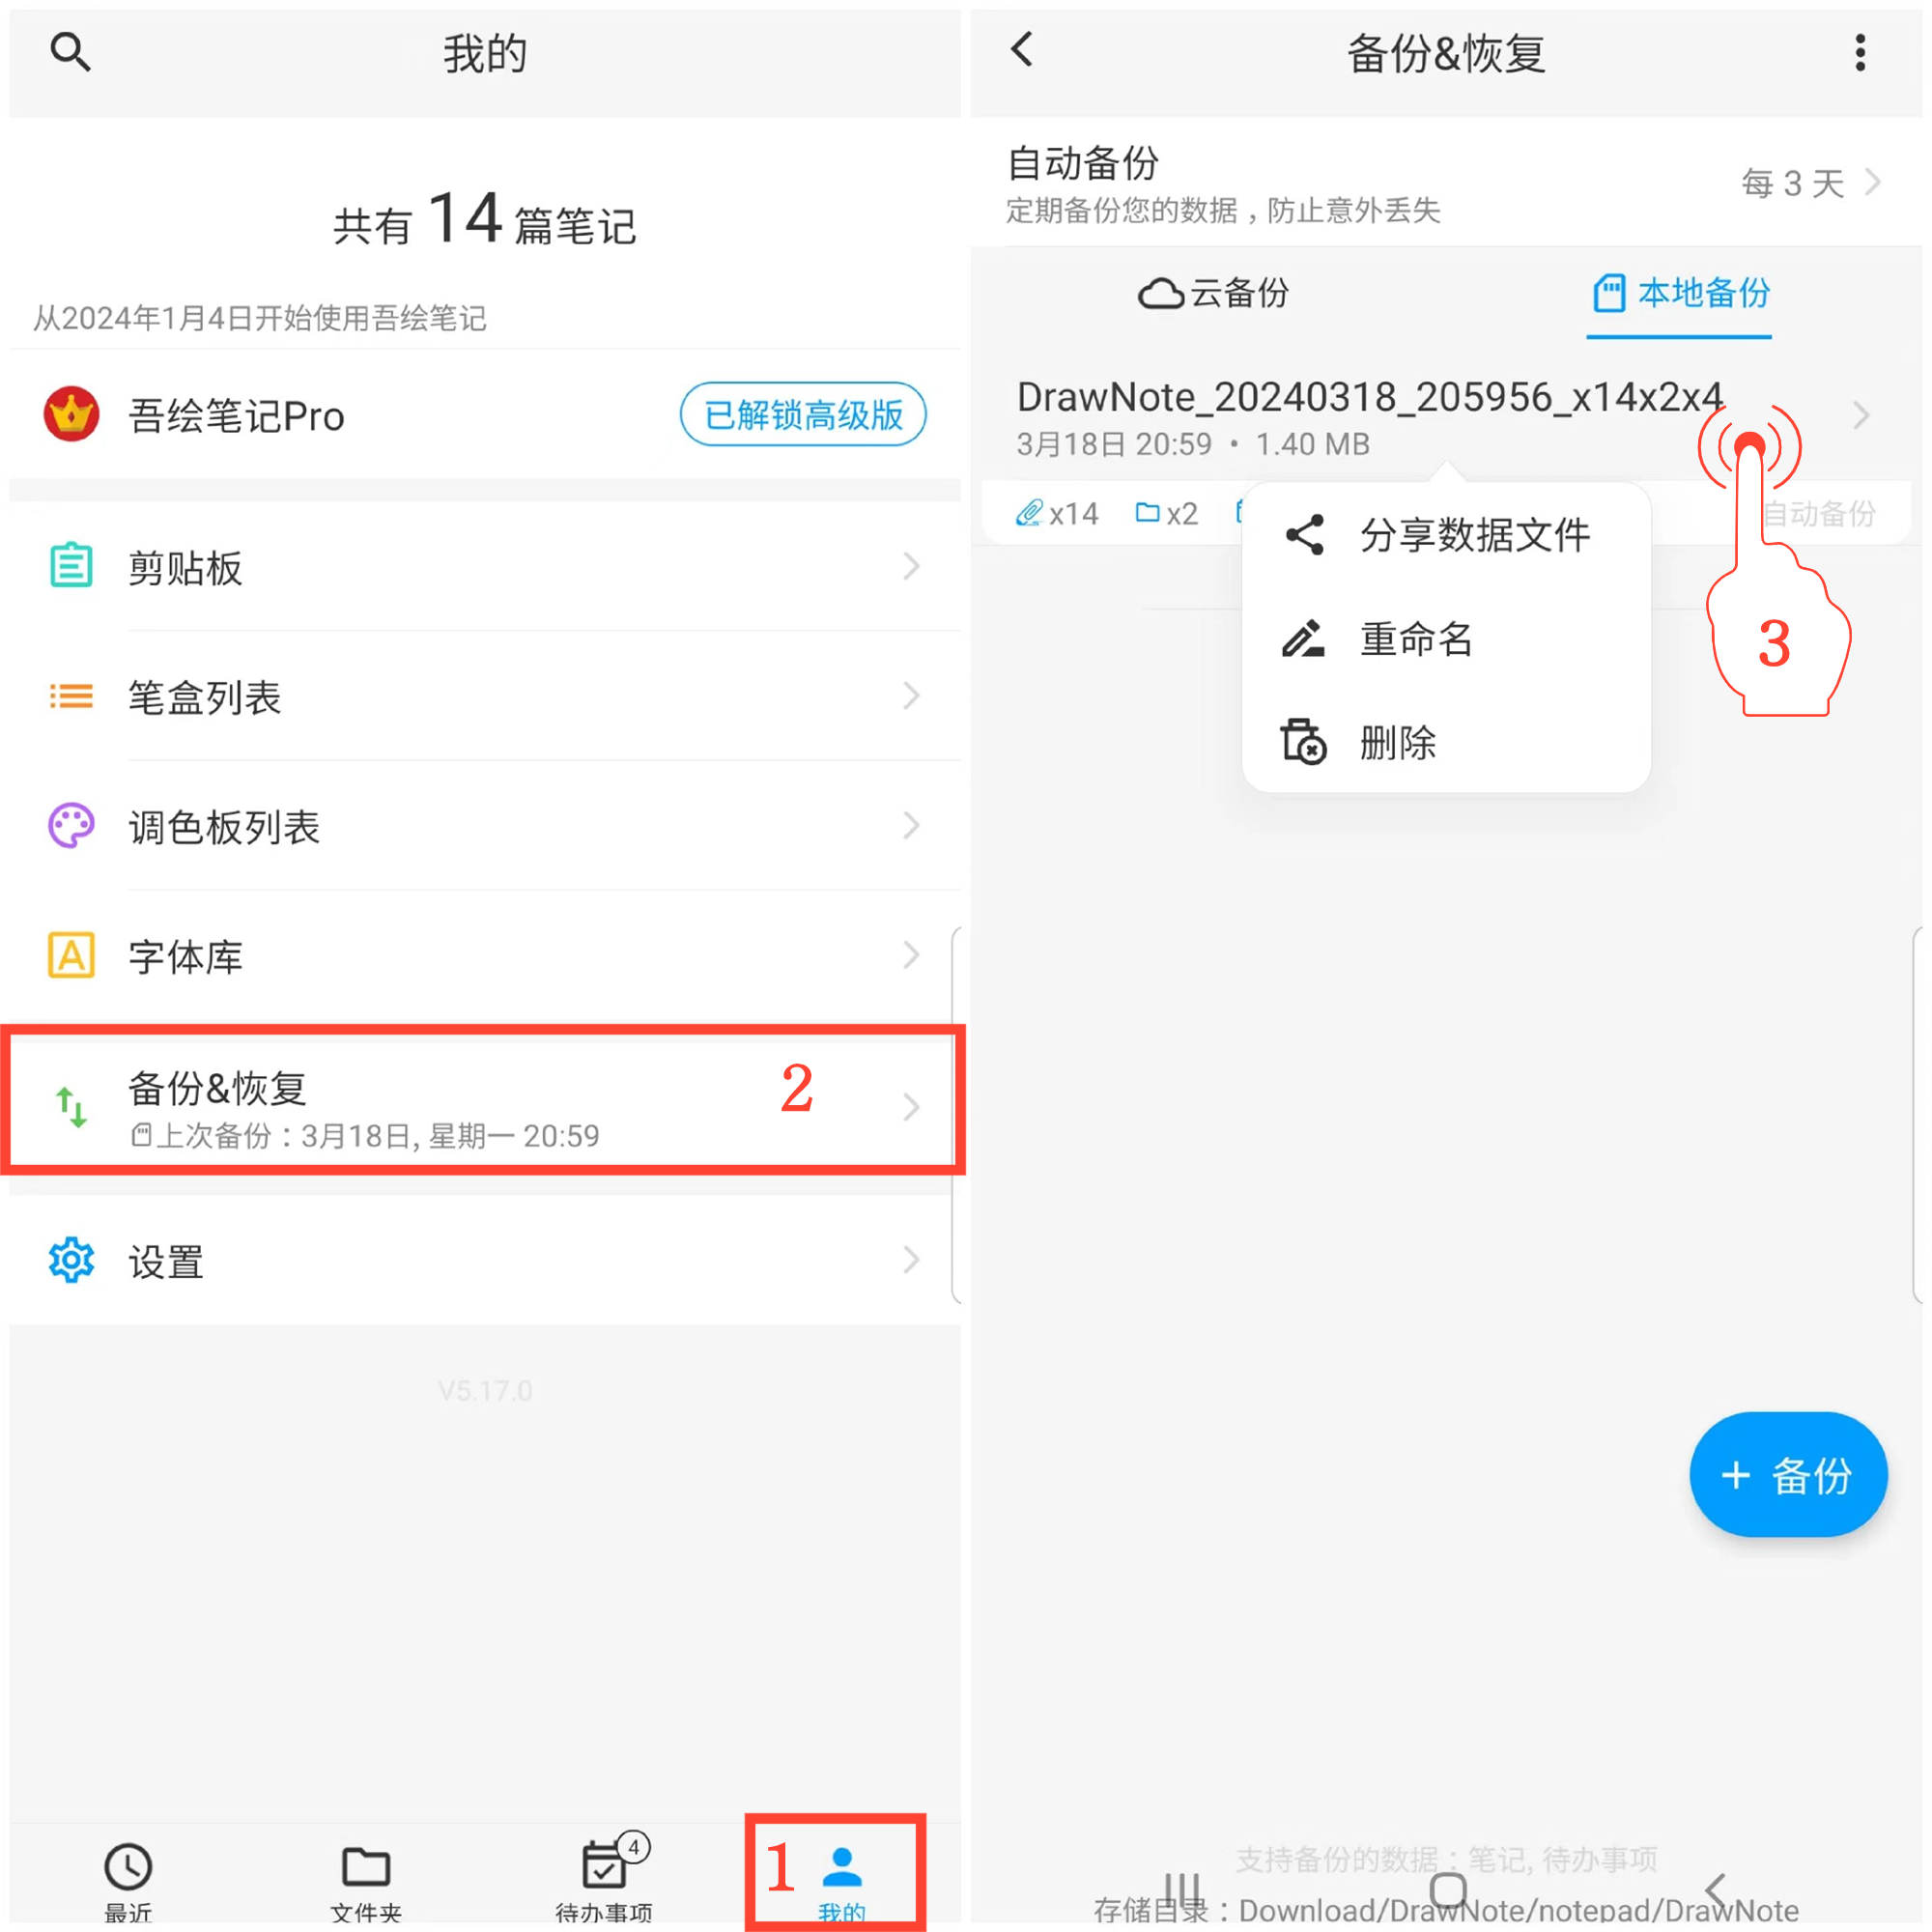 我的
共有 14 篇笔记
从2024年1月4日开始使用吾绘笔记
吾绘笔记Pro
已解锁高级版
剪贴板
笔盒列表
调色板列表
字体库
备份&恢复
上次备份：3月18日, 星期一 20:59
2
设置
V5.17.0
最近
文件夹
4
待办事项
1
我的
备份&恢复
自动备份
定期备份您的数据，防止意外丢失
每 3 天
云备份
本地备份
DrawNote_20240318_205956_x14x2x4
3月18日 20:59 • 1.40 MB
x14
x2
自动备份
分享数据文件
重命名
删除
3
+ 备份
支持备份的数据：笔记, 待办事项
存储目录：Download/DrawNote/notepad/DrawNote